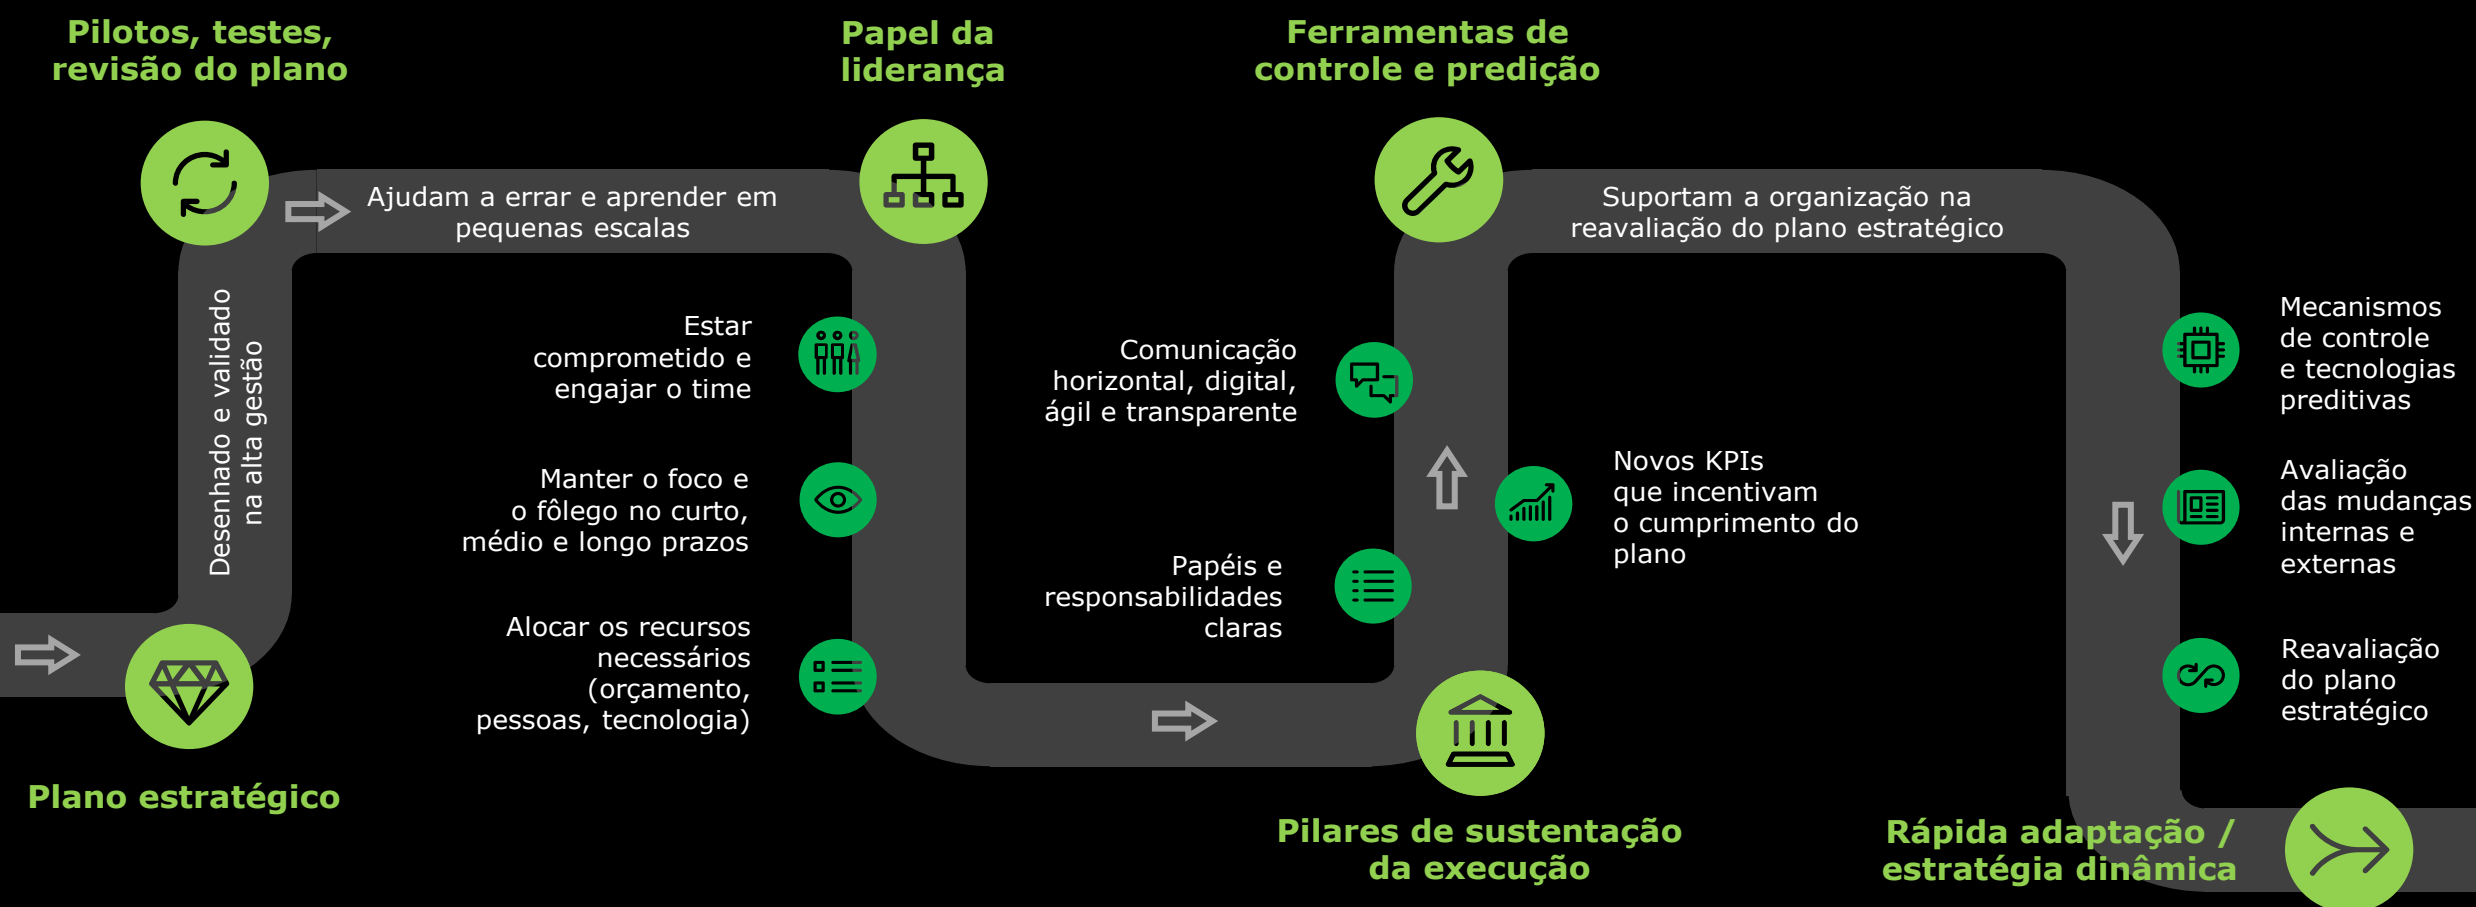 Pilotos, testes,
revisão do plano
Papel da
liderança
Ferramentas de
controle e predição
Ajudam a errar e aprender em
pequenas escalas
Suportam a organização na
reavaliação do plano estratégico
Desenhado e validado
na alta gestão
Estar
comprometido e
engajar o time
Manter o foco e
o fôlego no curto,
médio e longo prazos
Alocar os recursos
necessários
(orçamento,
pessoas, tecnologia)
Comunicação
horizontal, digital,
ágil e transparente
Papéis e
responsabilidades
claras
Novos KPIs
que incentivam
o cumprimento do
plano
Mecanismos
de controle
e tecnologias
preditivas
Avaliação
das mudanças
internas e
externas
Reavaliação
do plano
estratégico
Plano estratégico
Pilares de sustentação
da execução
Rápida adaptação /
estratégia dinâmica